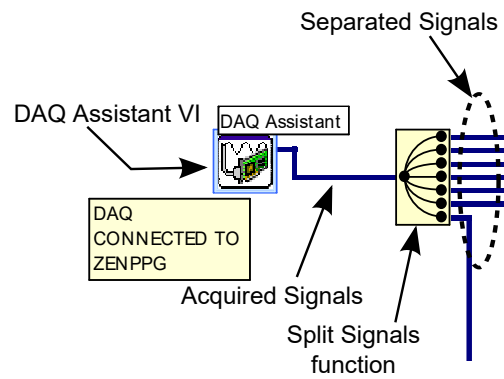 Separated Signals
DAQ Assistant VI
DAQ Assistant
DAQ
CONNECTED TO
ZENPPG
Acquired Signals
Split Signals
function